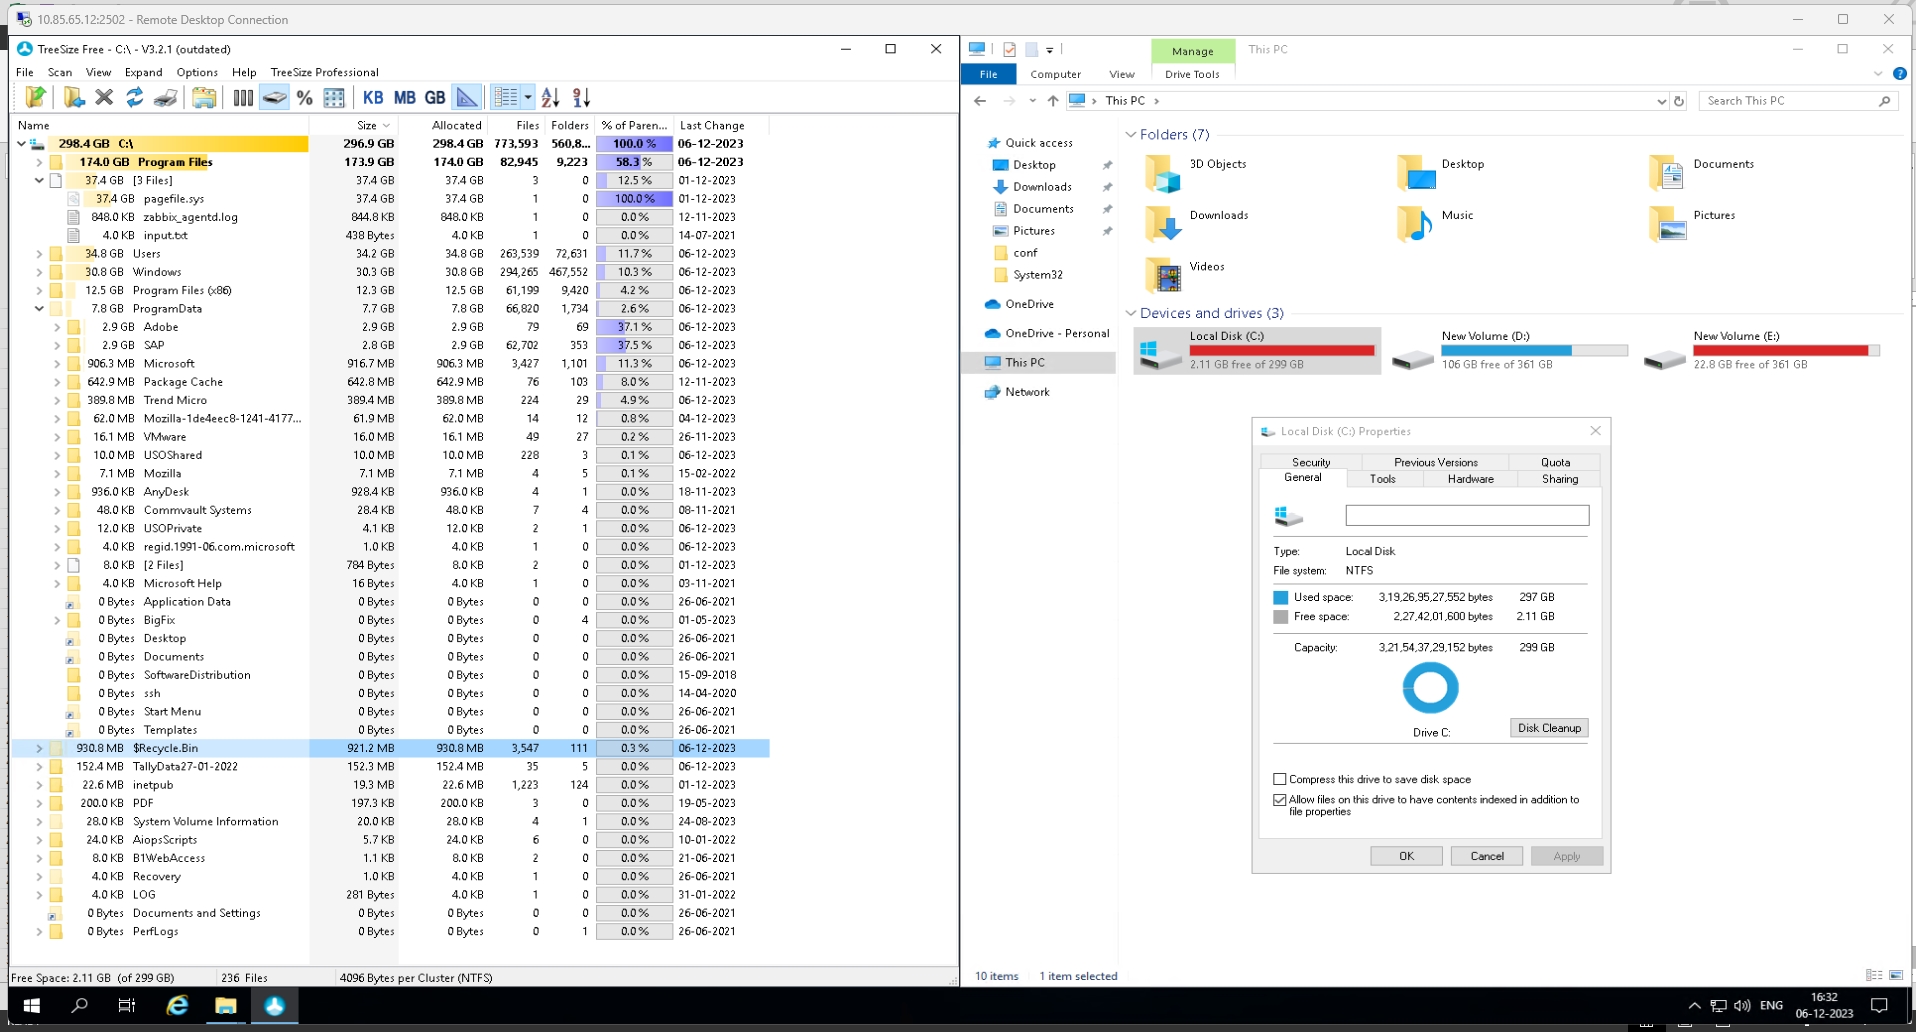 10.85.65.12:2502 - Remote Desktop Connection
TreeSize Free - C:\ - V3.2.1 (outdated)
File Scan View Expand Options Help TreeSize Professional
% KB MB GB
Name Size Allocated Files Folders % of Paren... Last Change
298.4 GB C:\ 296.9 GB 298.4 GB 773,593 560,8... 100.0 % 06-12-2023
174.0 GB Program Files 173.9 GB 174.0 GB 82,945 9,223 58.3 % 06-12-2023
37.4 GB [3 Files] 37.4 GB 37.4 GB 3 0 12.5 % 01-12-2023
37.4 GB pagefile.sys 37.4 GB 37.4 GB 1 0 100.0 % 01-12-2023
848.0 KB zabbix_agentd.log 844.8 KB 848.0 KB 1 0 0.0 % 12-11-2023
4.0 KB input.txt 438 Bytes 4.0 KB 1 0 0.0 % 14-07-2021
34.8 GB Users 34.2 GB 34.8 GB 263,539 72,631 11.7 % 06-12-2023
30.8 GB Windows 30.3 GB 30.8 GB 294,265 467,552 10.3 % 06-12-2023
12.5 GB Program Files (x86) 12.3 GB 12.5 GB 61,199 9,420 4.2 % 06-12-2023
7.8 GB ProgramData 7.7 GB 7.8 GB 66,820 1,734 2.6 % 06-12-2023
2.9 GB Adobe 2.9 GB 2.9 GB 79 69 37.1 % 06-12-2023
2.9 GB SAP 2.8 GB 2.9 GB 62,702 353 37.5 % 06-12-2023
906.3 MB Microsoft 916.7 MB 906.3 MB 3,427 1,101 11.3 % 06-12-2023
642.9 MB Package Cache 642.8 MB 642.9 MB 76 103 8.0 % 12-11-2023
389.8 MB Trend Micro 389.4 MB 389.8 MB 224 29 4.9 % 06-12-2023
62.0 MB Mozilla-1de4eec8-1241-4177... 61.9 MB 62.0 MB 14 12 0.8 % 04-12-2023
16.1 MB VMware 16.0 MB 16.1 MB 49 27 0.2 % 26-11-2023
10.0 MB USOShared 10.0 MB 10.0 MB 228 3 0.1 % 06-12-2023
7.1 MB Mozilla 7.1 MB 7.1 MB 4 5 0.1 % 15-02-2022
936.0 KB AnyDesk 928.4 KB 936.0 KB 4 1 0.0 % 18-11-2023
48.0 KB Commvault Systems 28.4 KB 48.0 KB 7 4 0.0 % 08-11-2021
12.0 KB USOPrivate 4.1 KB 12.0 KB 2 1 0.0 % 06-12-2023
4.0 KB regid.1991-06.com.microsoft 1.0 KB 4.0 KB 1 0 0.0 % 06-12-2023
8.0 KB [2 Files] 784 Bytes 8.0 KB 2 0 0.0 % 01-12-2023
4.0 KB Microsoft Help 16 Bytes 4.0 KB 1 0 0.0 % 03-11-2021
0 Bytes Application Data 0 Bytes 0 Bytes 0 0 0.0 % 26-06-2021
0 Bytes BigFix 0 Bytes 0 Bytes 0 4 0.0 % 01-05-2023
0 Bytes Desktop 0 Bytes 0 Bytes 0 0 0.0 % 26-06-2021
0 Bytes Documents 0 Bytes 0 Bytes 0 0 0.0 % 26-06-2021
0 Bytes SoftwareDistribution 0 Bytes 0 Bytes 0 0 0.0 % 15-09-2018
0 Bytes ssh 0 Bytes 0 Bytes 0 0 0.0 % 14-04-2020
0 Bytes Start Menu 0 Bytes 0 Bytes 0 0 0.0 % 26-06-2021
0 Bytes Templates 0 Bytes 0 Bytes 0 0 0.0 % 26-06-2021
930.8 MB $Recycle.Bin 921.2 MB 930.8 MB 3,547 111 0.3 % 06-12-2023
152.4 MB TallyData27-01-2022 152.3 MB 152.4 MB 35 5 0.0 % 06-12-2023
22.6 MB inetpub 19.3 MB 22.6 MB 1,223 124 0.0 % 01-12-2023
200.0 KB PDF 197.3 KB 200.0 KB 3 0 0.0 % 19-05-2023
28.0 KB System Volume Information 20.0 KB 28.0 KB 4 1 0.0 % 24-08-2023
24.0 KB AiopsScripts 5.7 KB 24.0 KB 6 0 0.0 % 10-01-2022
8.0 KB B1WebAccess 1.1 KB 8.0 KB 2 0 0.0 % 21-06-2021
4.0 KB Recovery 1.0 KB 4.0 KB 1 0 0.0 % 26-06-2021
4.0 KB LOG 281 Bytes 4.0 KB 1 0 0.0 % 31-01-2022
0 Bytes Documents and Settings 0 Bytes 0 Bytes 0 0 0.0 % 26-06-2021
0 Bytes PerfLogs 0 Bytes 0 Bytes 0 1 0.0 % 26-06-2021
Free Space: 2.11 GB (of 299 GB) 236 Files 4096 Bytes per Cluster (NTFS)
Manage This PC
File Computer View Drive Tools
This PC Search This PC
Quick access
Desktop
Downloads
Documents
Pictures
conf
System32
OneDrive
OneDrive - Personal
This PC
Network
Folders (7)
3D Objects Desktop Documents
Downloads Music Pictures
Videos
Devices and drives (3)
Local Disk (C:) New Volume (D:) New Volume (E:)
2.11 GB free of 299 GB 106 GB free of 361 GB 22.8 GB free of 361 GB
Local Disk (C:) Properties
Security Previous Versions Quota
General Tools Hardware Sharing
Type: Local Disk
File system: NTFS
Used space: 3,19,26,95,27,552 bytes 297 GB
Free space: 2,27,42,01,600 bytes 2.11 GB
Capacity: 3,21,54,37,29,152 bytes 299 GB
Drive C: Disk Cleanup
Compress this drive to save disk space
Allow files on this drive to have contents indexed in addition to
file properties
OK Cancel Apply
10 items 1 item selected
ENG 16:32
06-12-2023